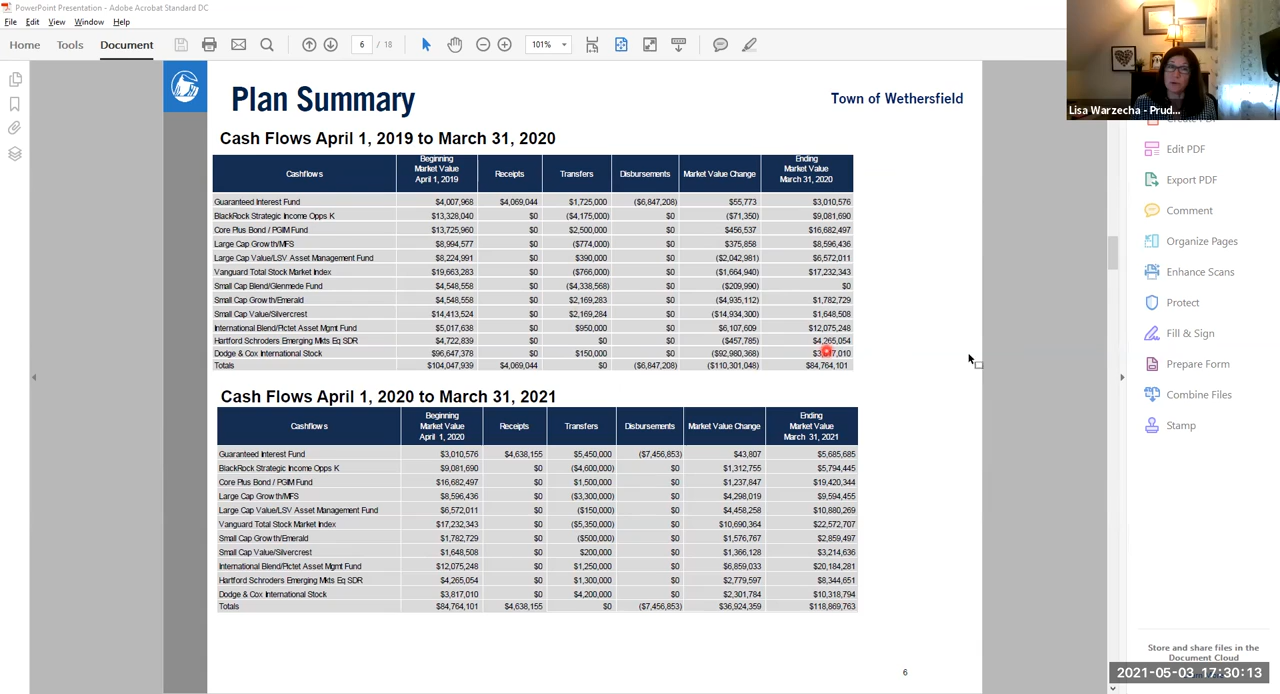 PowerPoint Presentation - Adobe Acrobat Standard DC
File Edit View Window Help
Home Tools Document 6 / 18 101%
Lisa Warzecha - Prud...
Plan Summary
Town of Wethersfield
Cash Flows April 1, 2019 to March 31, 2020
Cashflows Beginning Market Value April 1, 2019 Receipts Transfers Disbursements Market Value Change Ending Market Value March 31, 2020
Guaranteed Interest Fund $4,007,968 $4,069,044 $1,725,000 ($6,847,208) $55,773 $3,010,576
BlackRock Strategic Income Opps K $13,328,040 $0 ($4,175,000) $0 ($71,350) $9,081,690
Core Plus Bond / PGIM Fund $13,725,960 $0 $2,500,000 $0 $456,537 $16,682,497
Large Cap Growth/MFS $8,994,577 $0 ($774,000) $0 $375,858 $8,596,436
Large Cap Value/LSV Asset Management Fund $8,224,991 $0 $390,000 $0 ($2,042,981) $6,572,011
Vanguard Total Stock Market Index $19,663,283 $0 ($766,000) $0 ($1,664,940) $17,232,343
Small Cap Blend/Glenmede Fund $4,548,558 $0 ($4,338,568) $0 ($209,990) $0
Small Cap Growth/Emerald $4,548,558 $0 $2,169,283 $0 ($4,935,112) $1,782,729
Small Cap Value/Silvercrest $14,413,524 $0 $2,169,284 $0 ($14,934,300) $1,648,508
International Blend/Pictet Asset Mgmt Fund $5,017,638 $0 $950,000 $0 $6,107,609 $12,075,248
Hartford Schroders Emerging Mkts Eq SDR $4,722,839 $0 $0 $0 ($457,785) $4,265,054
Dodge & Cox International Stock $96,647,378 $0 $150,000 $0 ($92,980,368)
Totals $104,047,939 $4,069,044 $0 ($6,847,208) ($110,301,048) $84,764,101
Cash Flows April 1, 2020 to March 31, 2021
Cashflows Beginning Market Value April 1, 2020 Receipts Transfers Disbursements Market Value Change Ending Market Value March 31, 2021
Guaranteed Interest Fund $3,010,576 $4,638,155 $5,450,000 ($7,456,853) $43,807 $5,685,685
BlackRock Strategic Income Opps K $9,081,690 $0 ($4,600,000) $0 $1,312,755 $5,794,445
Core Plus Bond / PGIM Fund $16,682,497 $0 $1,500,000 $0 $1,237,847 $19,420,344
Large Cap Growth/MFS $8,596,436 $0 ($3,300,000) $0 $4,298,019 $9,594,455
Large Cap Value/LSV Asset Management Fund $6,572,011 $0 ($150,000) $0 $4,458,258 $10,880,269
Vanguard Total Stock Market Index $17,232,343 $0 ($5,350,000) $0 $10,690,364 $22,572,707
Small Cap Growth/Emerald $1,782,729 $0 ($500,000) $0 $1,576,767 $2,859,497
Small Cap Value/Silvercrest $1,648,508 $0 $200,000 $0 $1,366,128 $3,214,636
International Blend/Pictet Asset Mgmt Fund $12,075,248 $0 $1,250,000 $0 $6,859,033 $20,184,281
Hartford Schroders Emerging Mkts Eq SDR $4,265,054 $0 $1,300,000 $0 $2,779,597 $8,344,651
Dodge & Cox International Stock $3,817,010 $0 $4,200,000 $0 $2,301,784 $10,318,794
Totals $84,764,101 $4,638,155 $0 ($7,456,853) $36,924,359 $118,869,763
6
Edit PDF
Export PDF
Comment
Organize Pages
Enhance Scans
Protect
Fill & Sign
Prepare Form
Combine Files
Stamp
Store and share files in the
Document Cloud
2021-05-03 17:30:13